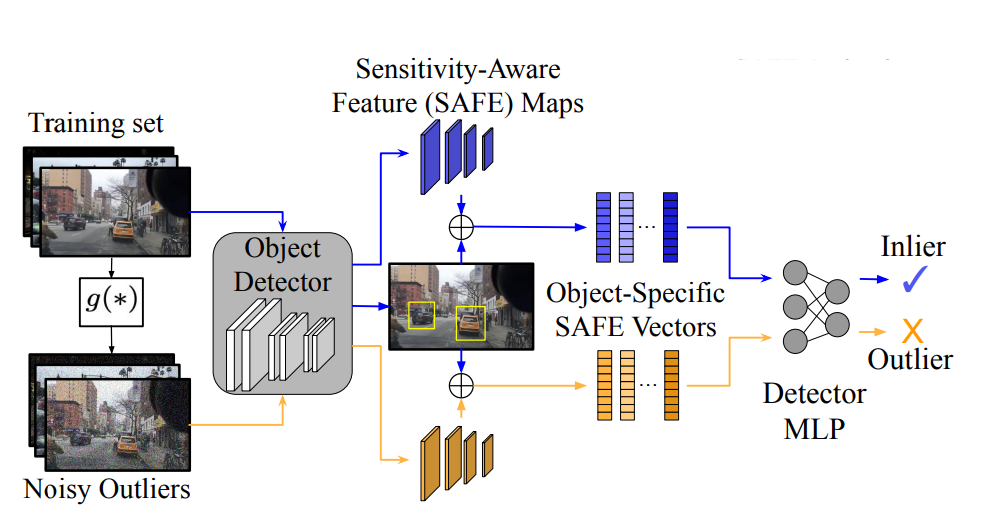 Sensitivity-Aware
Feature (SAFE) Maps
Training set
Object
Detector
g(*)
Inlier
Object-Specific
SAFE Vectors
... 
...
X
Outlier
Detector
MLP
Noisy Outliers